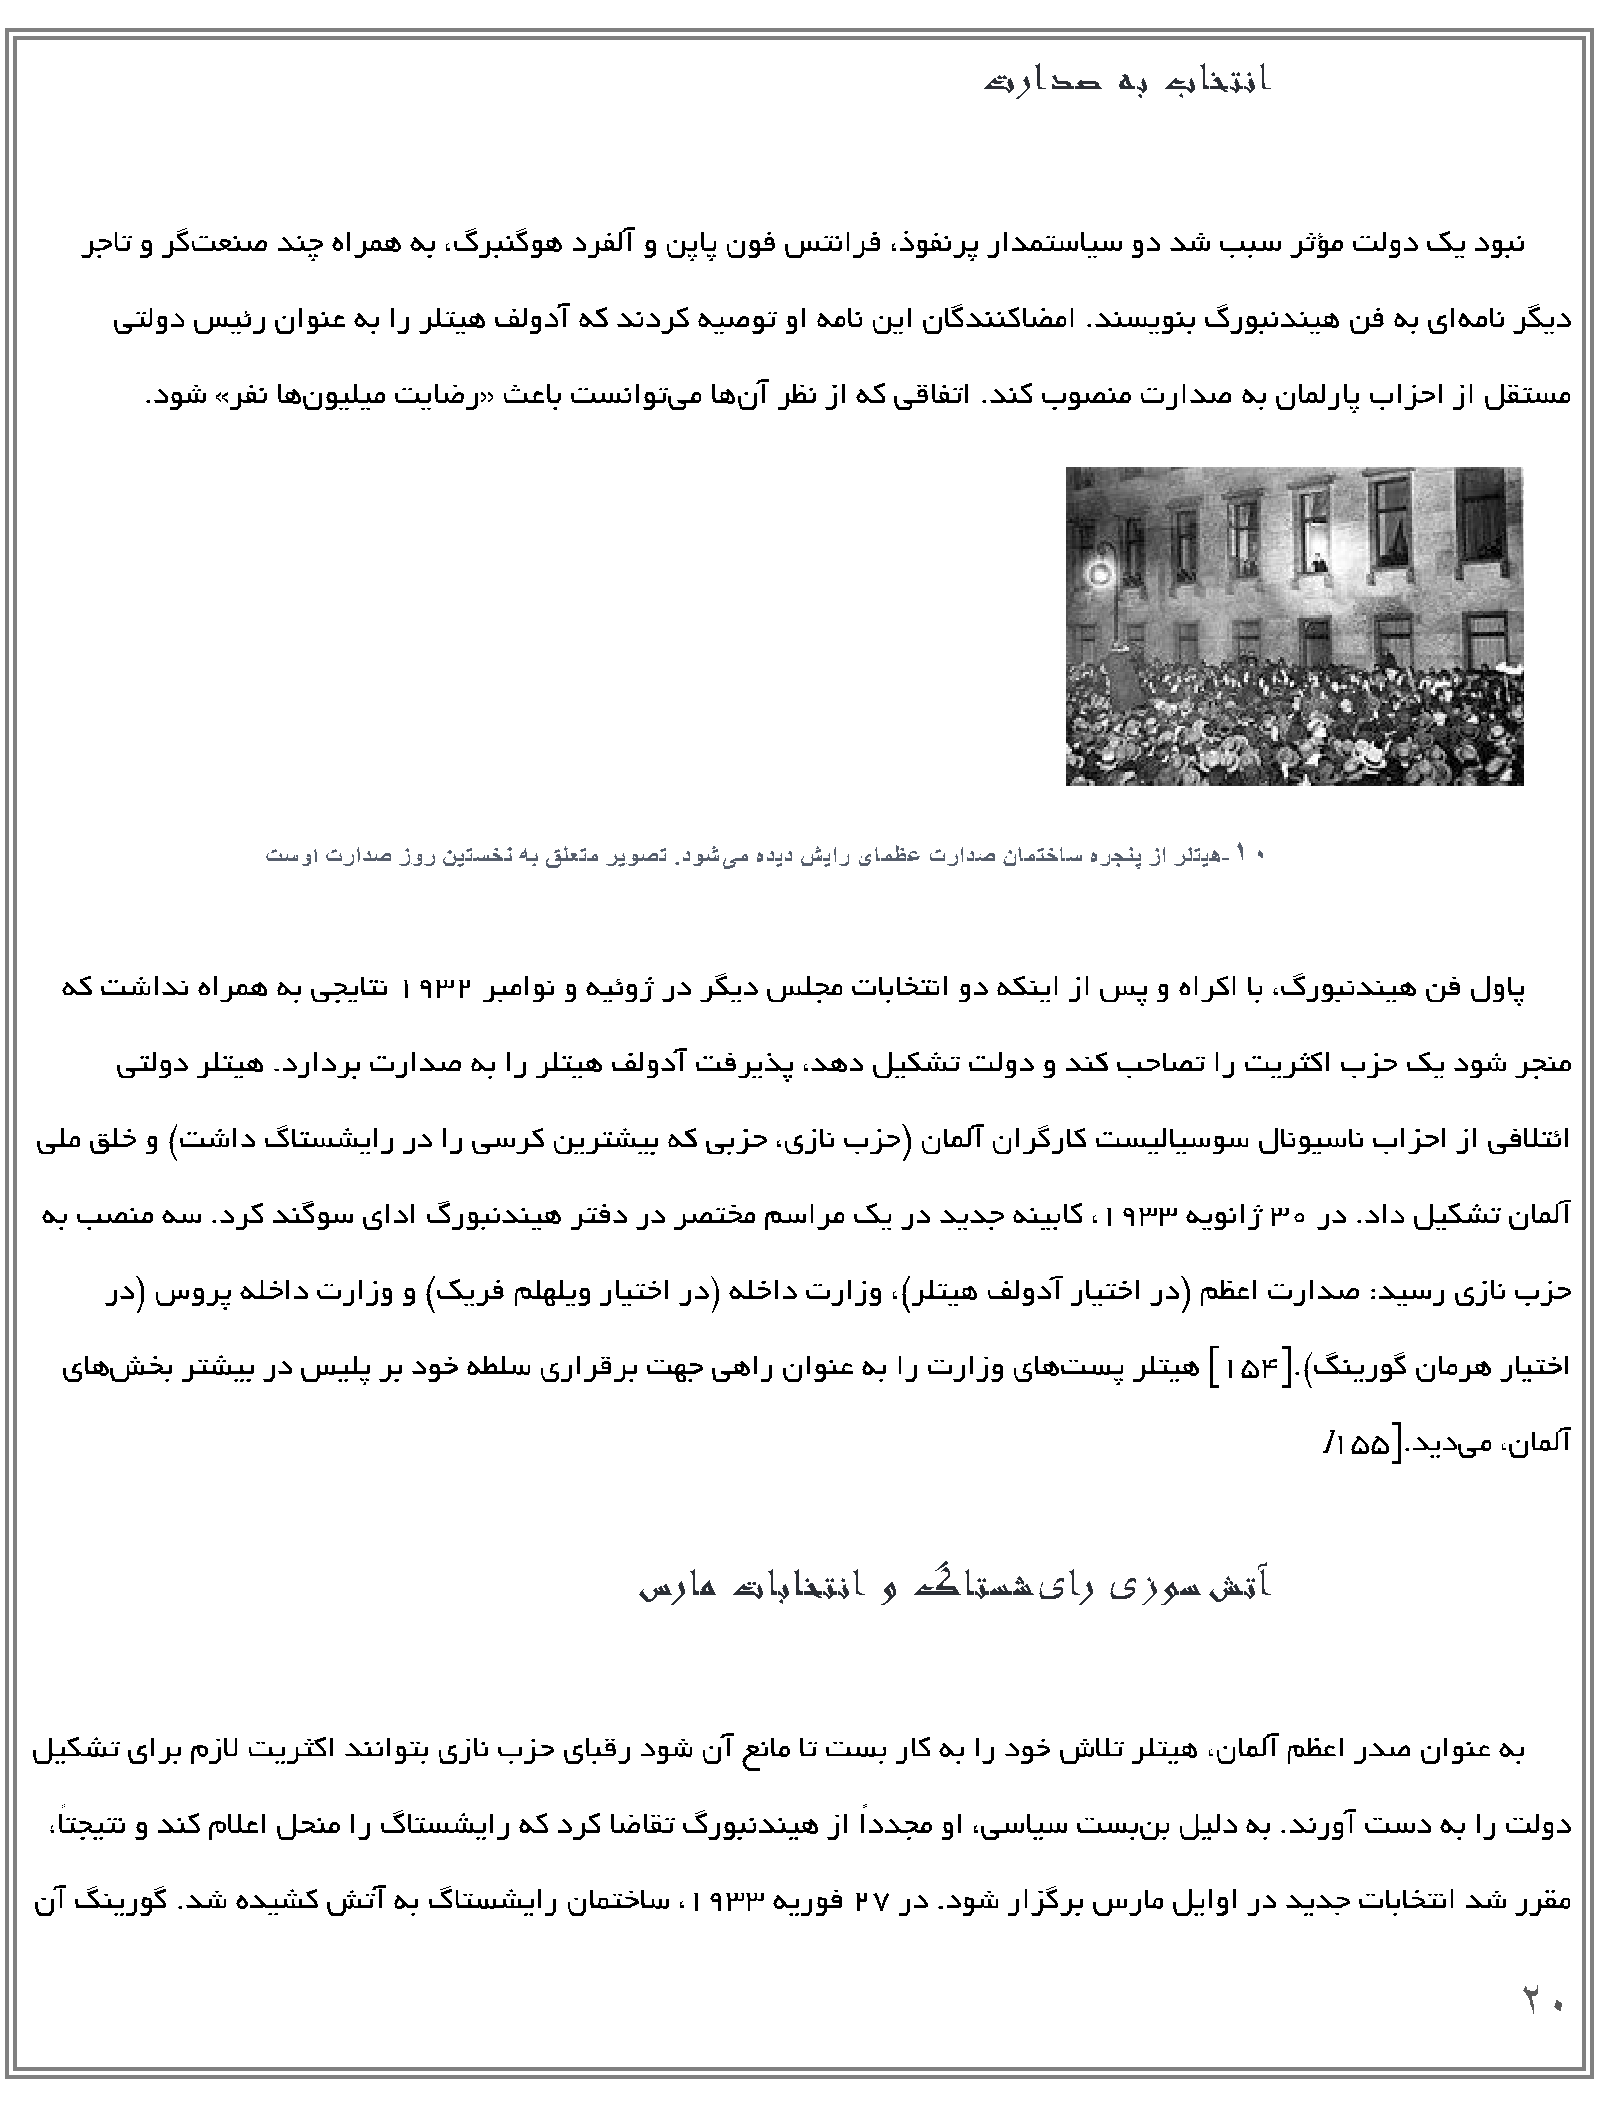 انتخاب به صدارت
نبود یک دولت مؤثر سبب شد دو سیاستمدار پرنفوذ، فرانتس فون پاپن و آلفرد هوگنبرگ، به همراه چند صنعت‌گر و تاجر
دیگر نامه‌ای به فن هیندنبورگ بنویسند. امضاکنندگان این نامه او توصیه کردند که آدولف هیتلر را به عنوان رئیس دولتی
مستقل از احزاب پارلمان به صدارت منصوب کند. اتفاقی که از نظر آن‌ها می‌توانست باعث «رضایت میلیون‌ها نفر» شود.
۱۰-هیتلر از پنجره ساختمان صدارت عظمای رایش دیده می‌شود. تصویر متعلق به نخستین روز صدارت اوست
پاول فن هیندنبورگ، با اکراه و پس از اینکه دو انتخابات مجلس دیگر در ژوئیه و نوامبر ۱۹۳۲ نتایجی به همراه نداشت که
منجر شود یک حزب اکثریت را تصاحب کند و دولت تشکیل دهد، پذیرفت آدولف هیتلر را به صدارت بردارد. هیتلر دولتی
ائتلافی از احزاب ناسیونال سوسیالیست کارگران آلمان (حزب نازی، حزبی که بیشترین کرسی را در رایشستاگ داشت) و خلق ملی
آلمان تشکیل داد. در ۳۰ ژانویه ۱۹۳۳، کابینه جدید در یک مراسم مختصر در دفتر هیندنبورگ ادای سوگند کرد. سه منصب به
حزب نازی رسید: صدارت اعظم (در اختیار آدولف هیتلر)، وزارت داخله (در اختیار ویلهلم فریک) و وزارت داخله پروس (در
اختیار هرمان گورینگ).[۱۵۴] هیتلر پست‌های وزارت را به عنوان راهی جهت برقراری سلطه خود بر پلیس در بیشتر بخش‌های
آلمان، می‌دید.[۱۵۵/
آتش سوزی رای‌شستاگ و انتخابات مارس
به عنوان صدر اعظم آلمان، هیتلر تلاش خود را به کار بست تا مانع آن شود رقبای حزب نازی بتوانند اکثریت لازم برای تشکیل
دولت را به دست آورند. به دلیل بن‌بست سیاسی، او مجدداً از هیندنبورگ تقاضا کرد که رایشستاگ را منحل اعلام کند و نتیجتاً،
مقرر شد انتخابات جدید در اوایل مارس برگزار شود. در ۲۷ فوریه ۱۹۳۳، ساختمان رایشستاگ به آتش کشیده شد. گورینگ آن
۲۰